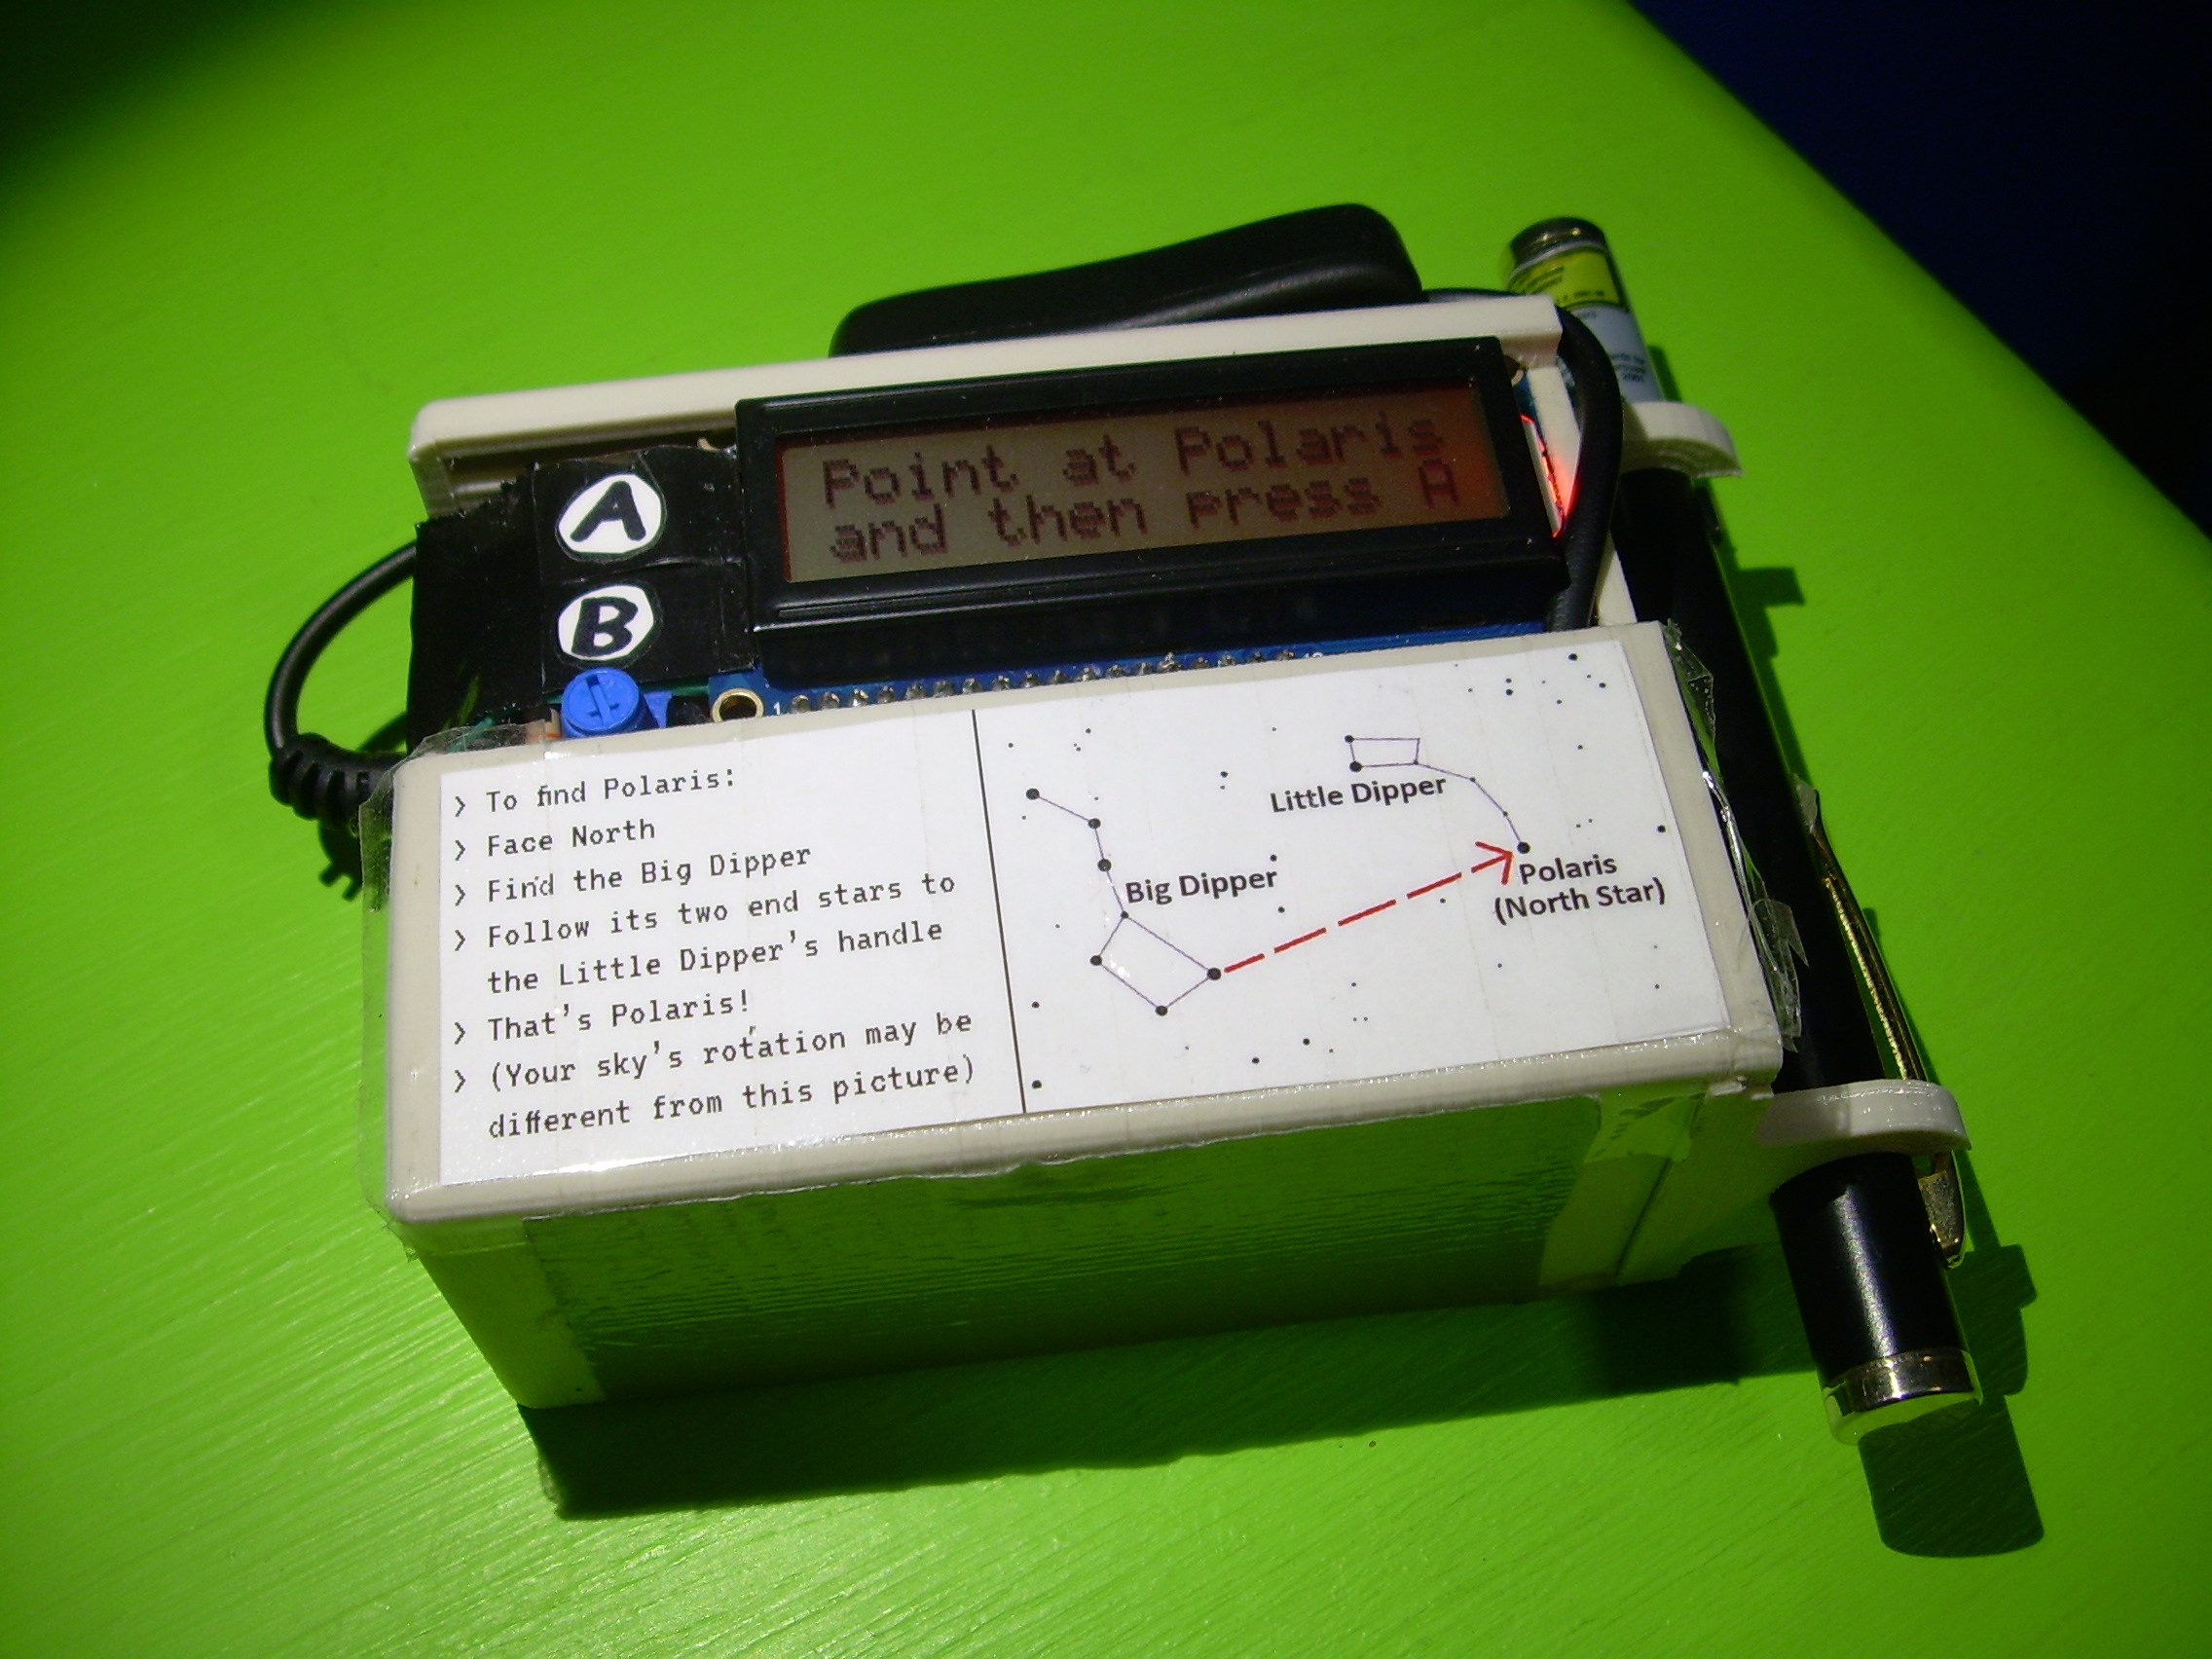 Point at Polaris
and then press A
A
B
1
> To find Polaris:
> Face North
> Find the Big Dipper
> Follow its two end stars to
the Little Dipper's handle
> That's Polaris!
> (Your sky's rotation may be
different from this picture)
Little Dipper
Big Dipper
Polaris
(North Star)